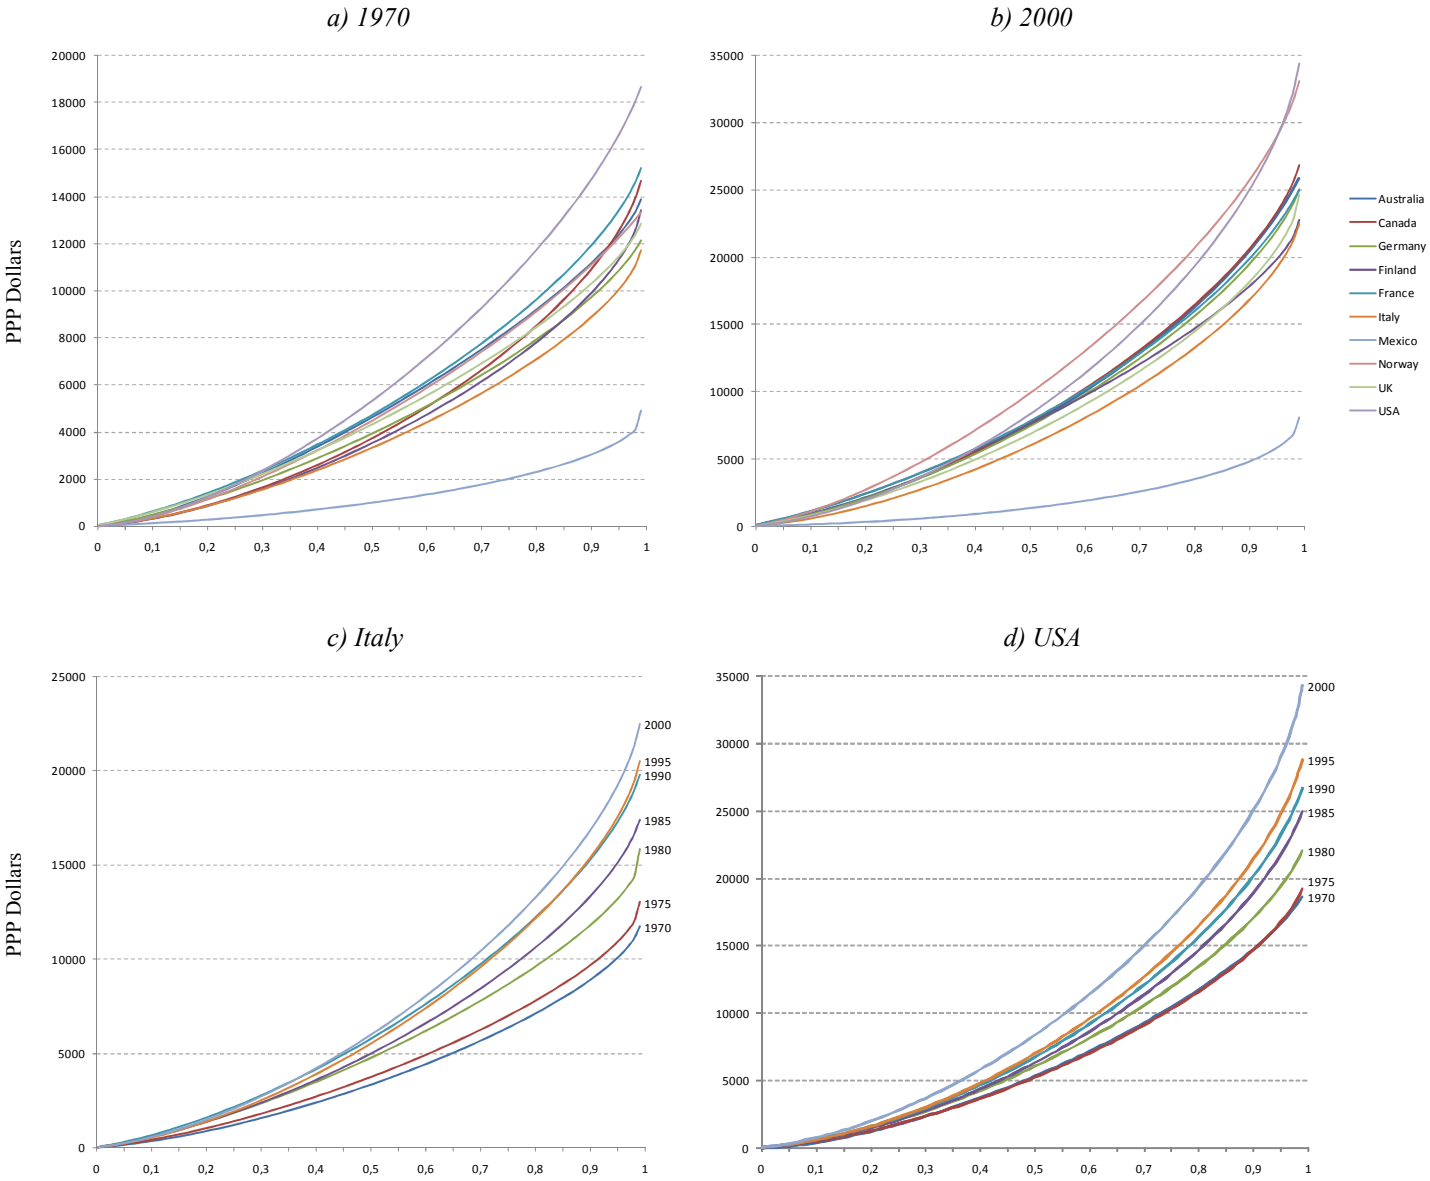 a) 1970
b) 2000
20000
18000
16000
14000
12000
10000
8000
6000
4000
2000
0
PPP Dollars
0 0,1 0,2 0,3 0,4 0,5 0,6 0,7 0,8 0,9 1
35000
30000
25000
20000
15000
10000
5000
0
0 0,1 0,2 0,3 0,4 0,5 0,6 0,7 0,8 0,9 1
Australia
Canada
Germany
Finland
France
Italy
Mexico
Norway
UK
USA
c) Italy
d) USA
25000
20000
15000
10000
5000
0
PPP Dollars
2000
1995
1990
1985
1980
1975
1970
0 0,1 0,2 0,3 0,4 0,5 0,6 0,7 0,8 0,9 1
35000
30000
25000
20000
15000
10000
5000
0
2000
1995
1990
1985
1980
1975
1970
0 0,1 0,2 0,3 0,4 0,5 0,6 0,7 0,8 0,9 1